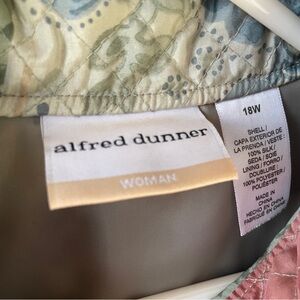 alfred dunner
WOMAN
18W
SHELL/
CAPA EXTERIOR DE
LA PRENDA / VESTE:
100% SILK/
SEDA / SOIE
LINING / FORRO /
DOUBLURE:
100% POLYESTER/
POLIÉSTER
MADE IN
CHINA
HECHO EN CHINA
FABRIQUÉ EN CHINE